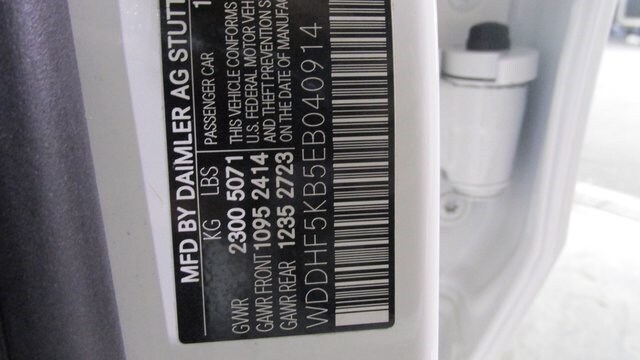 MFD BY DAIMLER AG STUTT
KG LBS
GVWR 2300 5071
GAWR FRONT 1095 2414
GAWR REAR 1235 2723
PASSENGER CAR
THIS VEHICLE CONFORMS
U.S. FEDERAL MOTOR VEH
AND THEFT PREVENTION S
ON THE DATE OF MANUFAC
WDDHF5KB5EB040914